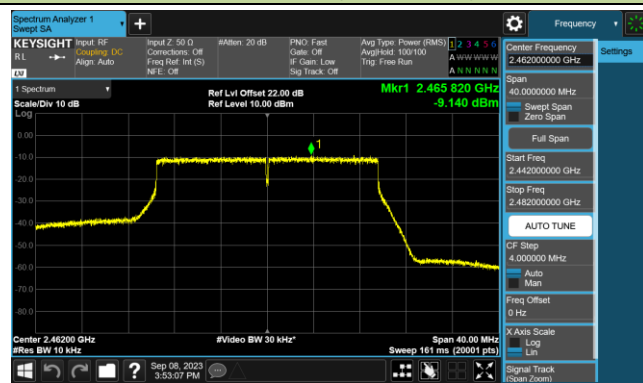 Spectrum Analyzer 1
Swept SA
Frequency
KEYSIGHT
RL
LXI
Input: RF
Coupling: DC
Align: Auto
Input Z: 50 Ω
Corrections: Off
Freq Ref: Int (S)
NFE: Off
#Atten: 20 dB
PNO: Fast
Gate: Off
IF Gain: Low
Sig Track: Off
Avg Type: Power (RMS)
Avg|Hold: 100/100
Trig: Free Run
1 2 3 4 5 6
A W W W W W
A N N N N N
1 Spectrum
Scale/Div 10 dB
Log
Ref Lvl Offset 22.00 dB
Ref Level 10.00 dBm
Mkr1 2.465 820 GHz
-9.140 dBm
1
0.00
-10.0
-20.0
-30.0
-40.0
-50.0
-60.0
-70.0
-80.0
Center 2.46200 GHz
#Res BW 10 kHz
#Video BW 30 kHz*
Span 40.00 MHz
Sweep 161 ms (20001 pts)
Sep 08, 2023
3:53:07 PM
Center Frequency
2.462000000 GHz
Span
40.0000000 MHz
Swept Span
Zero Span
Full Span
Start Freq
2.442000000 GHz
Stop Freq
2.482000000 GHz
AUTO TUNE
CF Step
4.000000 MHz
Auto
Man
Freq Offset
0 Hz
X Axis Scale
Log
Lin
Signal Track
(Span Zoom)
Settings